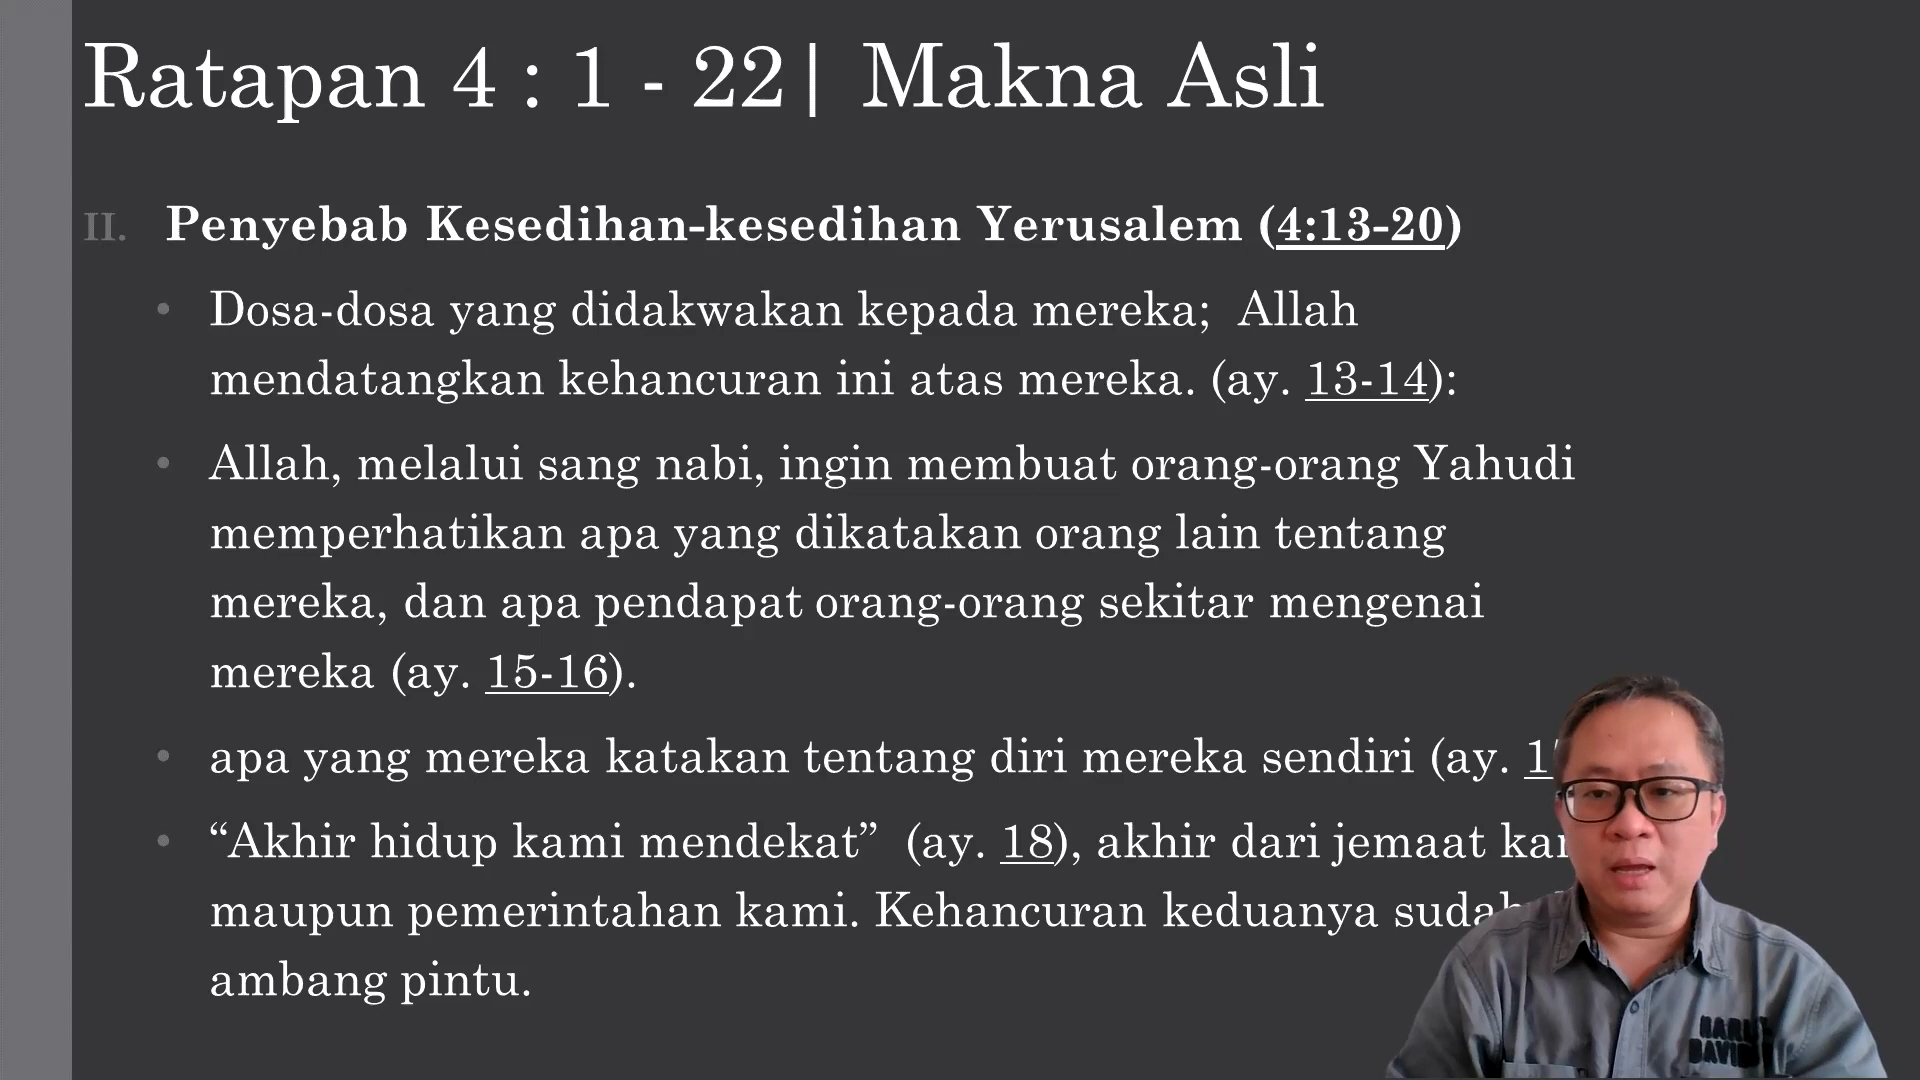 Ratapan 4 : 1 - 22| Makna Asli
II. Penyebab Kesedihan-kesedihan Yerusalem (4:13-20)
• Dosa-dosa yang didakwakan kepada mereka; Allah
mendatangkan kehancuran ini atas mereka. (ay. 13-14):
• Allah, melalui sang nabi, ingin membuat orang-orang Yahudi
memperhatikan apa yang dikatakan orang lain tentang
mereka, dan apa pendapat orang-orang sekitar mengenai
mereka (ay. 15-16).
• apa yang mereka katakan tentang diri mereka sendiri (ay.
• “Akhir hidup kami mendekat” (ay. 18), akhir dari jemaat
maupun pemerintahan kami. Kehancuran keduanya
ambang pintu.